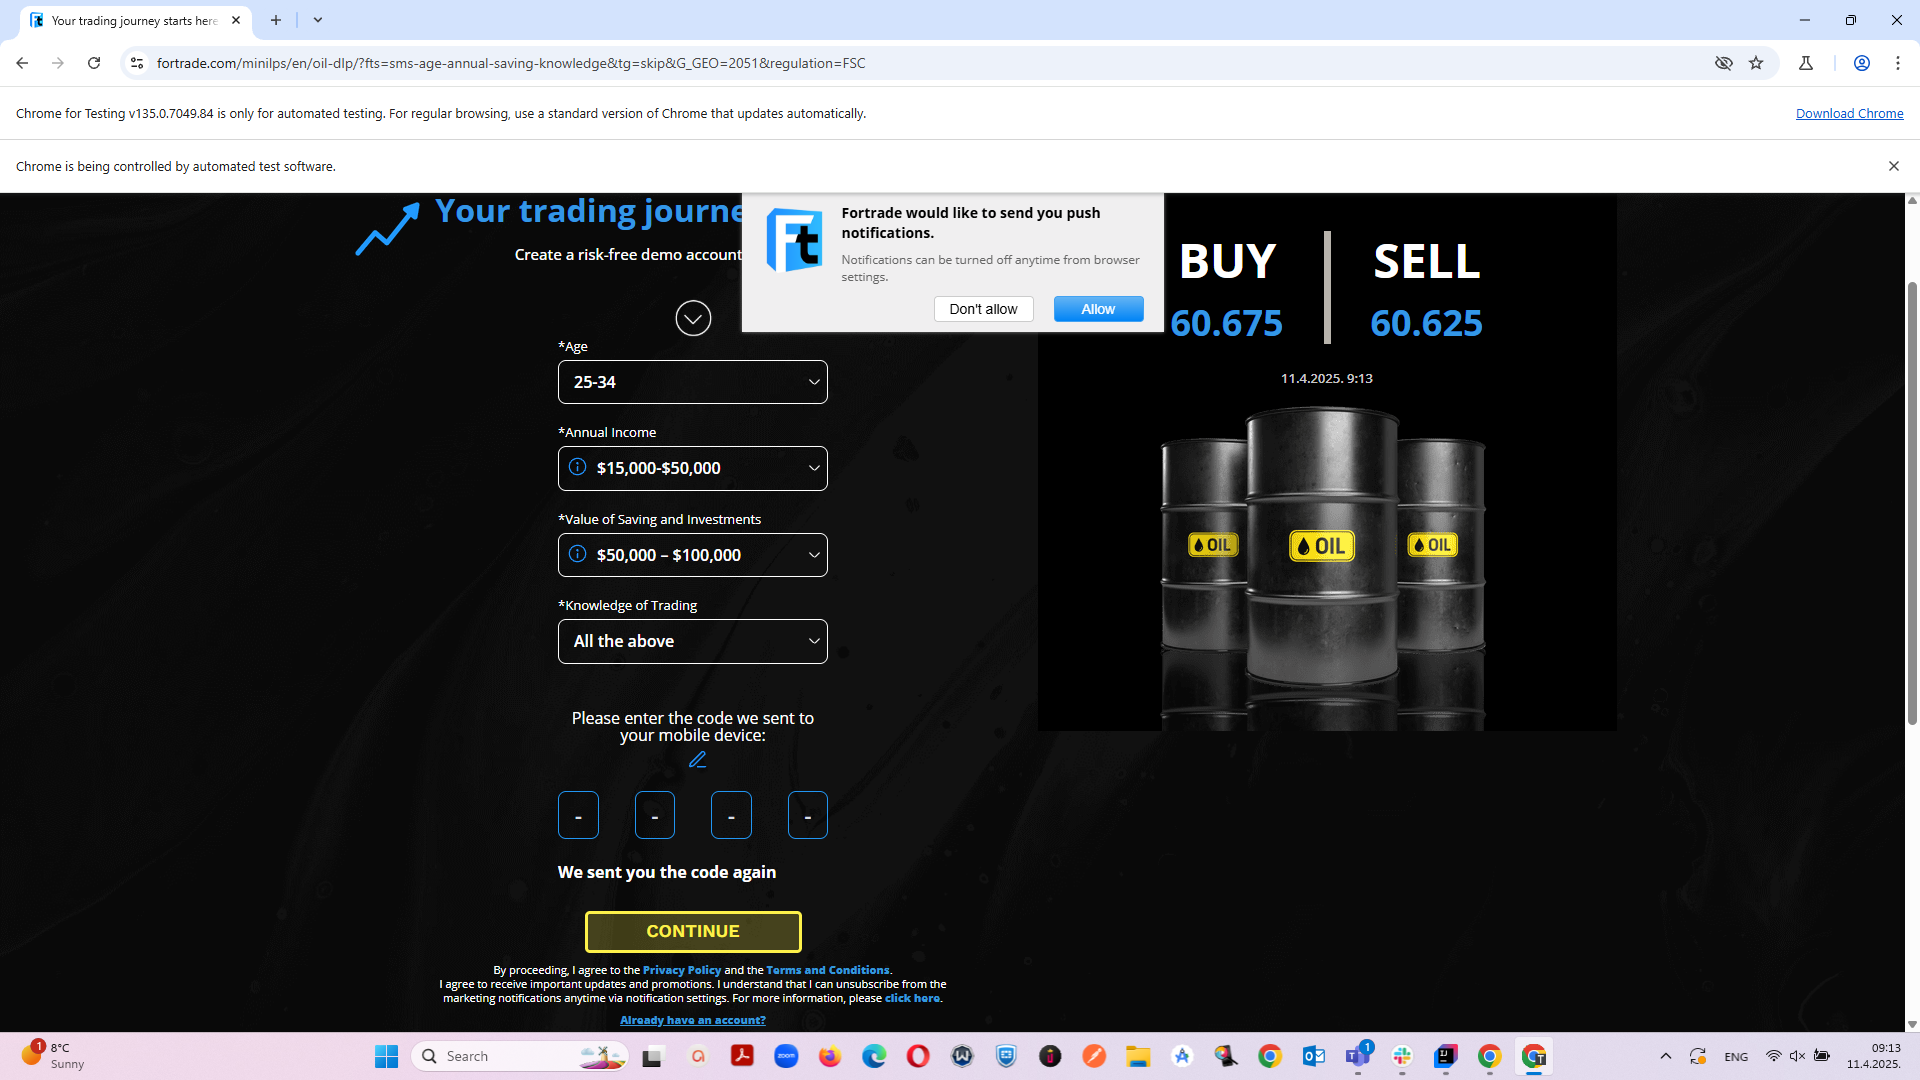 Your trading journey starts here
fortrade.com/minilps/en/oil-dlp/?fts=sms-age-annual-saving-knowledge&tg=skip&G_GEO=2051&regulation=FSC
Chrome for Testing v135.0.7049.84 is only for automated testing. For regular browsing, use a standard version of Chrome that updates automatically.
Download Chrome
Chrome is being controlled by automated test software.
Your trading journe
Create a risk-free demo account
Ft
Fortrade would like to send you push
notifications.
Notifications can be turned off anytime from browser
settings.
Don't allow
Allow
BUY
SELL
60.675
60.625
11.4.2025. 9:13
OIL
OIL
OIL
*Age
25-34
*Annual Income
$15,000-$50,000
*Value of Saving and Investments
$50,000 – $100,000
*Knowledge of Trading
All the above
Please enter the code we sent to
your mobile device:
- - - -
We sent you the code again
CONTINUE
By proceeding, I agree to the Privacy Policy and the Terms and Conditions.
I agree to receive important updates and promotions. I understand that I can unsubscribe from the
marketing notifications anytime via notification settings. For more information, please click here.
Already have an account?
1
8°C
Sunny
Search
zoom
1
ENG
09:13
11.4.2025.